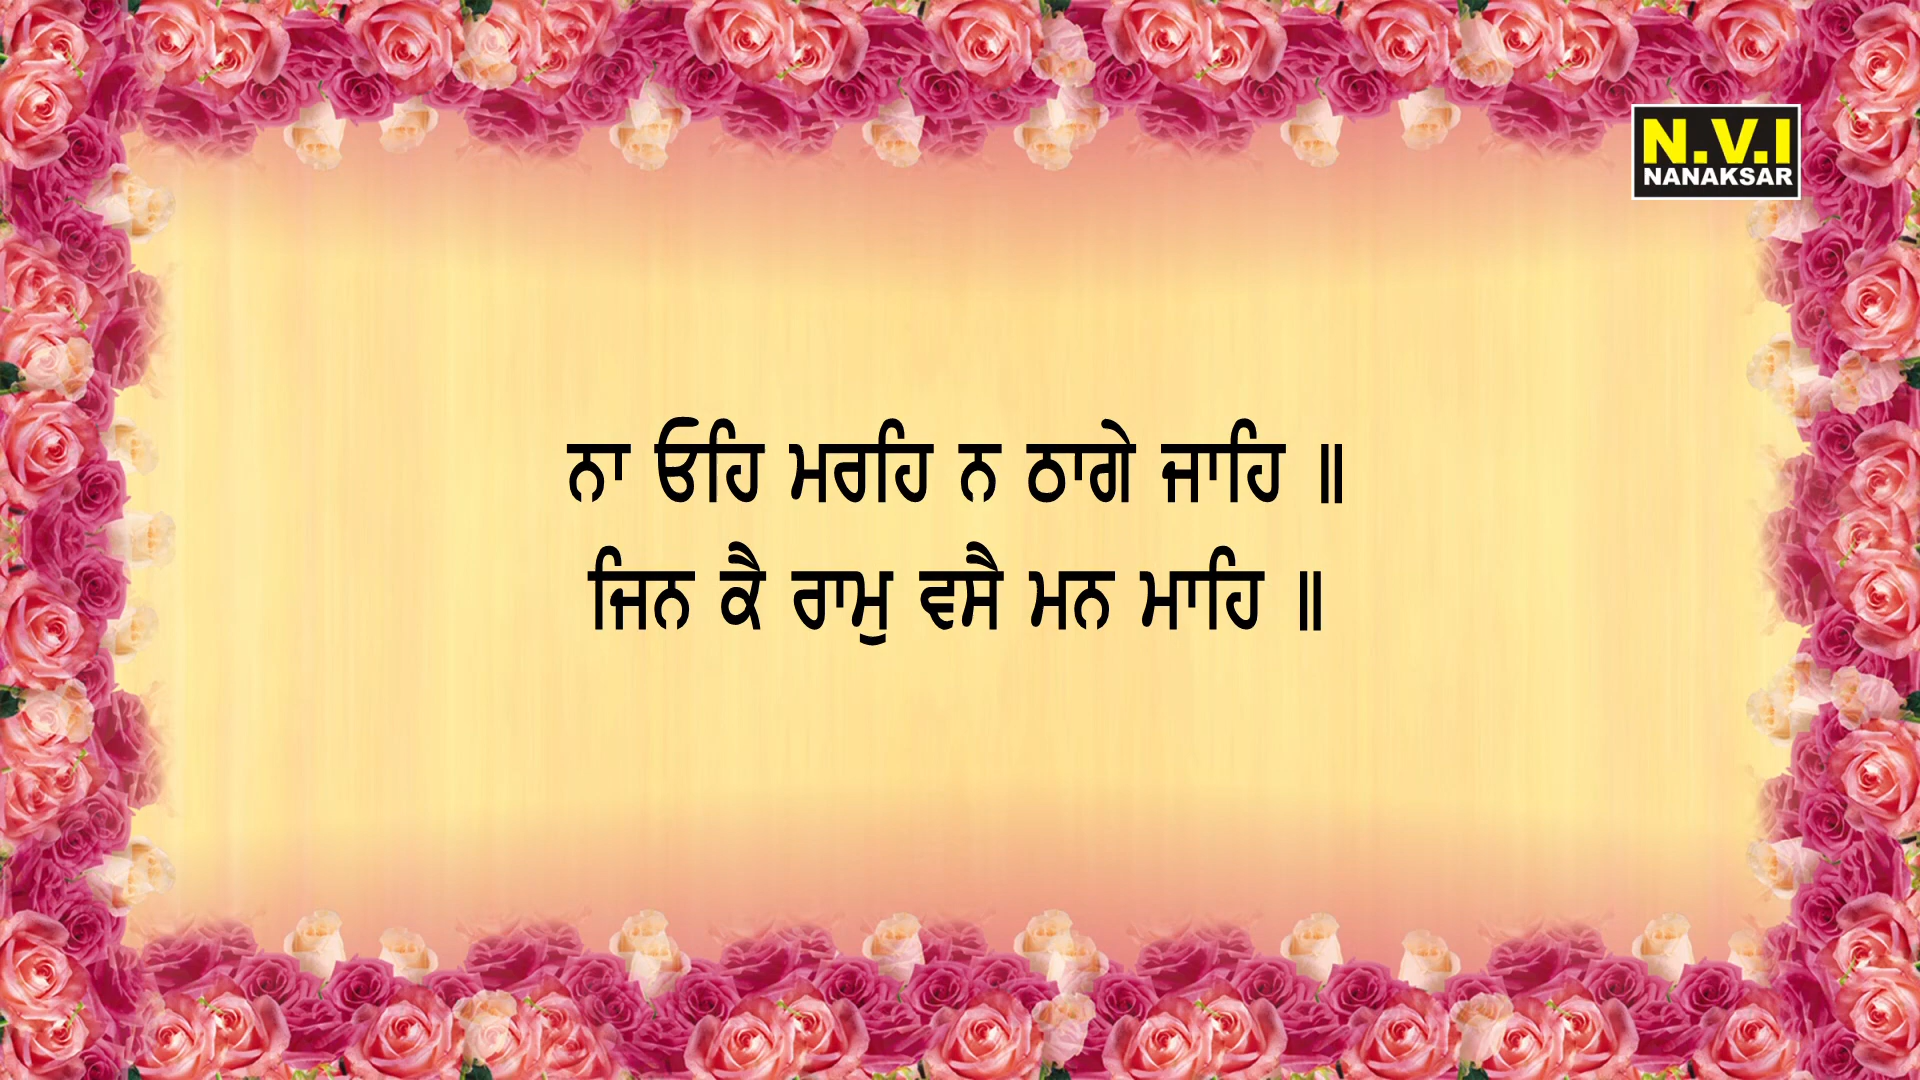 N.V.I
NANAKSAR
ਨਾ ਓਹਿ ਮਰਹਿ ਨ ਠਾਗੇ ਜਾਹਿ ॥
ਜਿਨ ਕੈ ਰਾਮੁ ਵਸੈ ਮਨ ਮਾਹਿ ॥